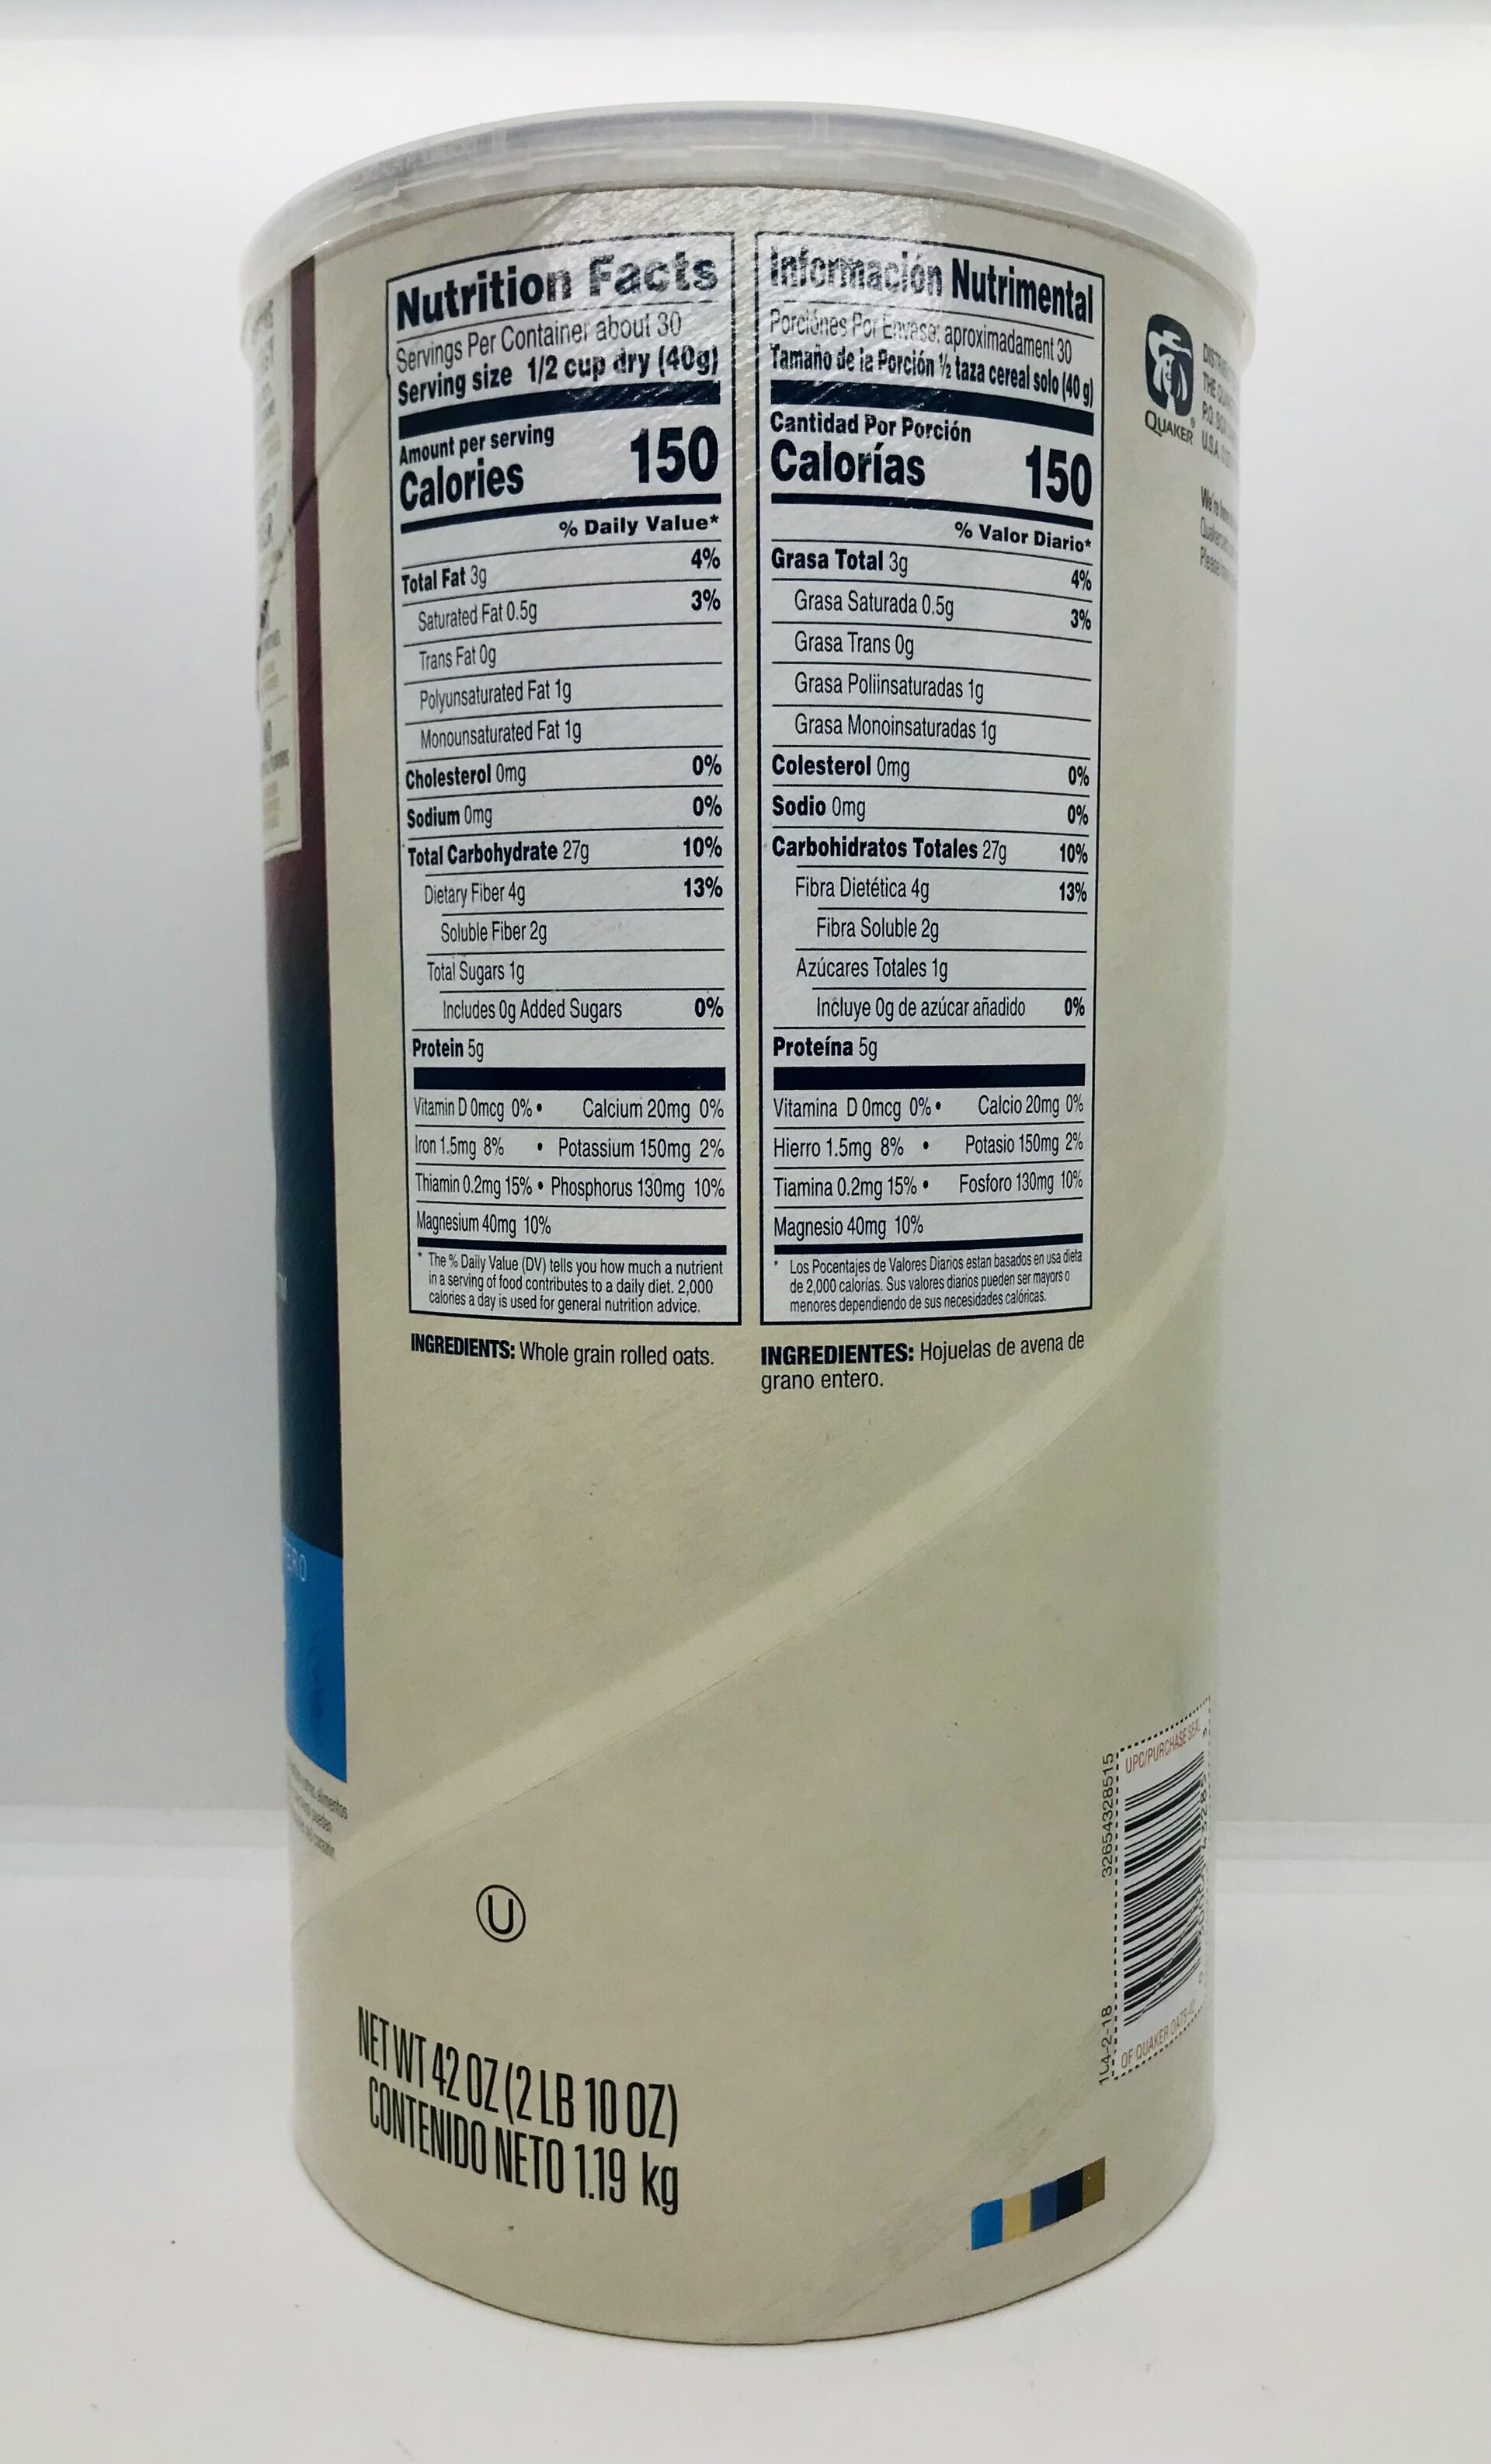 Nutrition Facts
Servings Per Container about 30
Serving size 1/2 cup dry (40g)
Amount per serving
Calories 150
% Daily Value*
Total Fat 3g 4%
Saturated Fat 0.5g 3%
Trans Fat 0g
Polyunsaturated Fat 1g
Monounsaturated Fat 1g
Cholesterol 0mg 0%
Sodium 0mg 0%
Total Carbohydrate 27g 10%
Dietary Fiber 4g 13%
Soluble Fiber 2g
Total Sugars 1g
Includes 0g Added Sugars 0%
Protein 5g
Vitamin D 0mcg 0% • Calcium 20mg 0%
Iron 1.5mg 8% • Potassium 150mg 2%
Thiamin 0.2mg 15% • Phosphorus 130mg 10%
Magnesium 40mg 10%
* The % Daily Value (DV) tells you how much a nutrient
in a serving of food contributes to a daily diet. 2,000
calories a day is used for general nutrition advice.
INGREDIENTS: Whole grain rolled oats.
Información Nutrimental
Porciónes Por Envase: aproximadament 30
Tamaño de la Porción ½ taza cereal solo (40 g)
Cantidad Por Porción
Calorías 150
% Valor Diario*
Grasa Total 3g 4%
Grasa Saturada 0.5g 3%
Grasa Trans 0g
Grasa Poliinsaturadas 1g
Grasa Monoinsaturadas 1g
Colesterol 0mg 0%
Sodio 0mg 0%
Carbohidratos Totales 27g 10%
Fibra Dietética 4g 13%
Fibra Soluble 2g
Azúcares Totales 1g
Incluye 0g de azúcar añadido 0%
Proteína 5g
Vitamina D 0mcg 0% • Calcio 20mg 0%
Hierro 1.5mg 8% • Potasio 150mg 2%
Tiamina 0.2mg 15% • Fosforo 130mg 10%
Magnesio 40mg 10%
* Los Pocentajes de Valores Diarios estan basados en usa dieta
de 2,000 calorías. Sus valores diarios pueden ser mayors o
menores dependiendo de sus necesidades calóricas.
INGREDIENTES: Hojuelas de avena de
grano entero.
QUAKER®
THE
P.O.
U.S.A.
We're
Please
alimentos
pueden
U
NET WT 42 OZ (2 LB 10 OZ)
CONTENIDO NETO 1.19 kg
UPC/PURCHASE SEAL
32654328515
104-2-18
OF QUAKER OATS